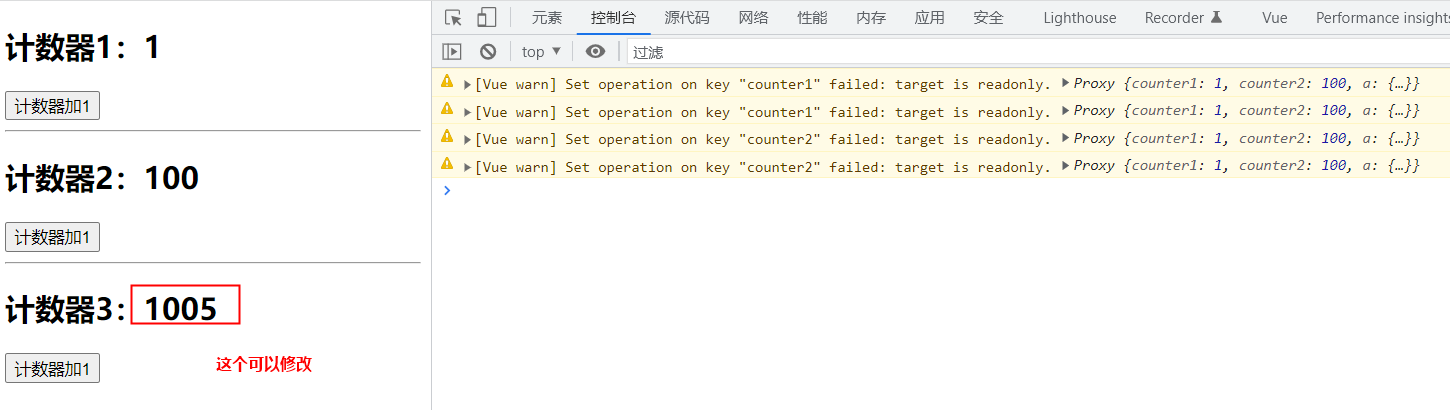 计数器1：1
计数器加1
计数器2：100
计数器加1
计数器3：1005
计数器加1
这个可以修改
元素 控制台 源代码 网络 性能 内存 应用 安全 Lighthouse Recorder Vue Performance insights
top 过滤
[Vue warn] Set operation on key "counter1" failed: target is readonly. Proxy {counter1: 1, counter2: 100, a: {…}}
[Vue warn] Set operation on key "counter1" failed: target is readonly. Proxy {counter1: 1, counter2: 100, a: {…}}
[Vue warn] Set operation on key "counter2" failed: target is readonly. Proxy {counter1: 1, counter2: 100, a: {…}}
[Vue warn] Set operation on key "counter2" failed: target is readonly. Proxy {counter1: 1, counter2: 100, a: {…}}